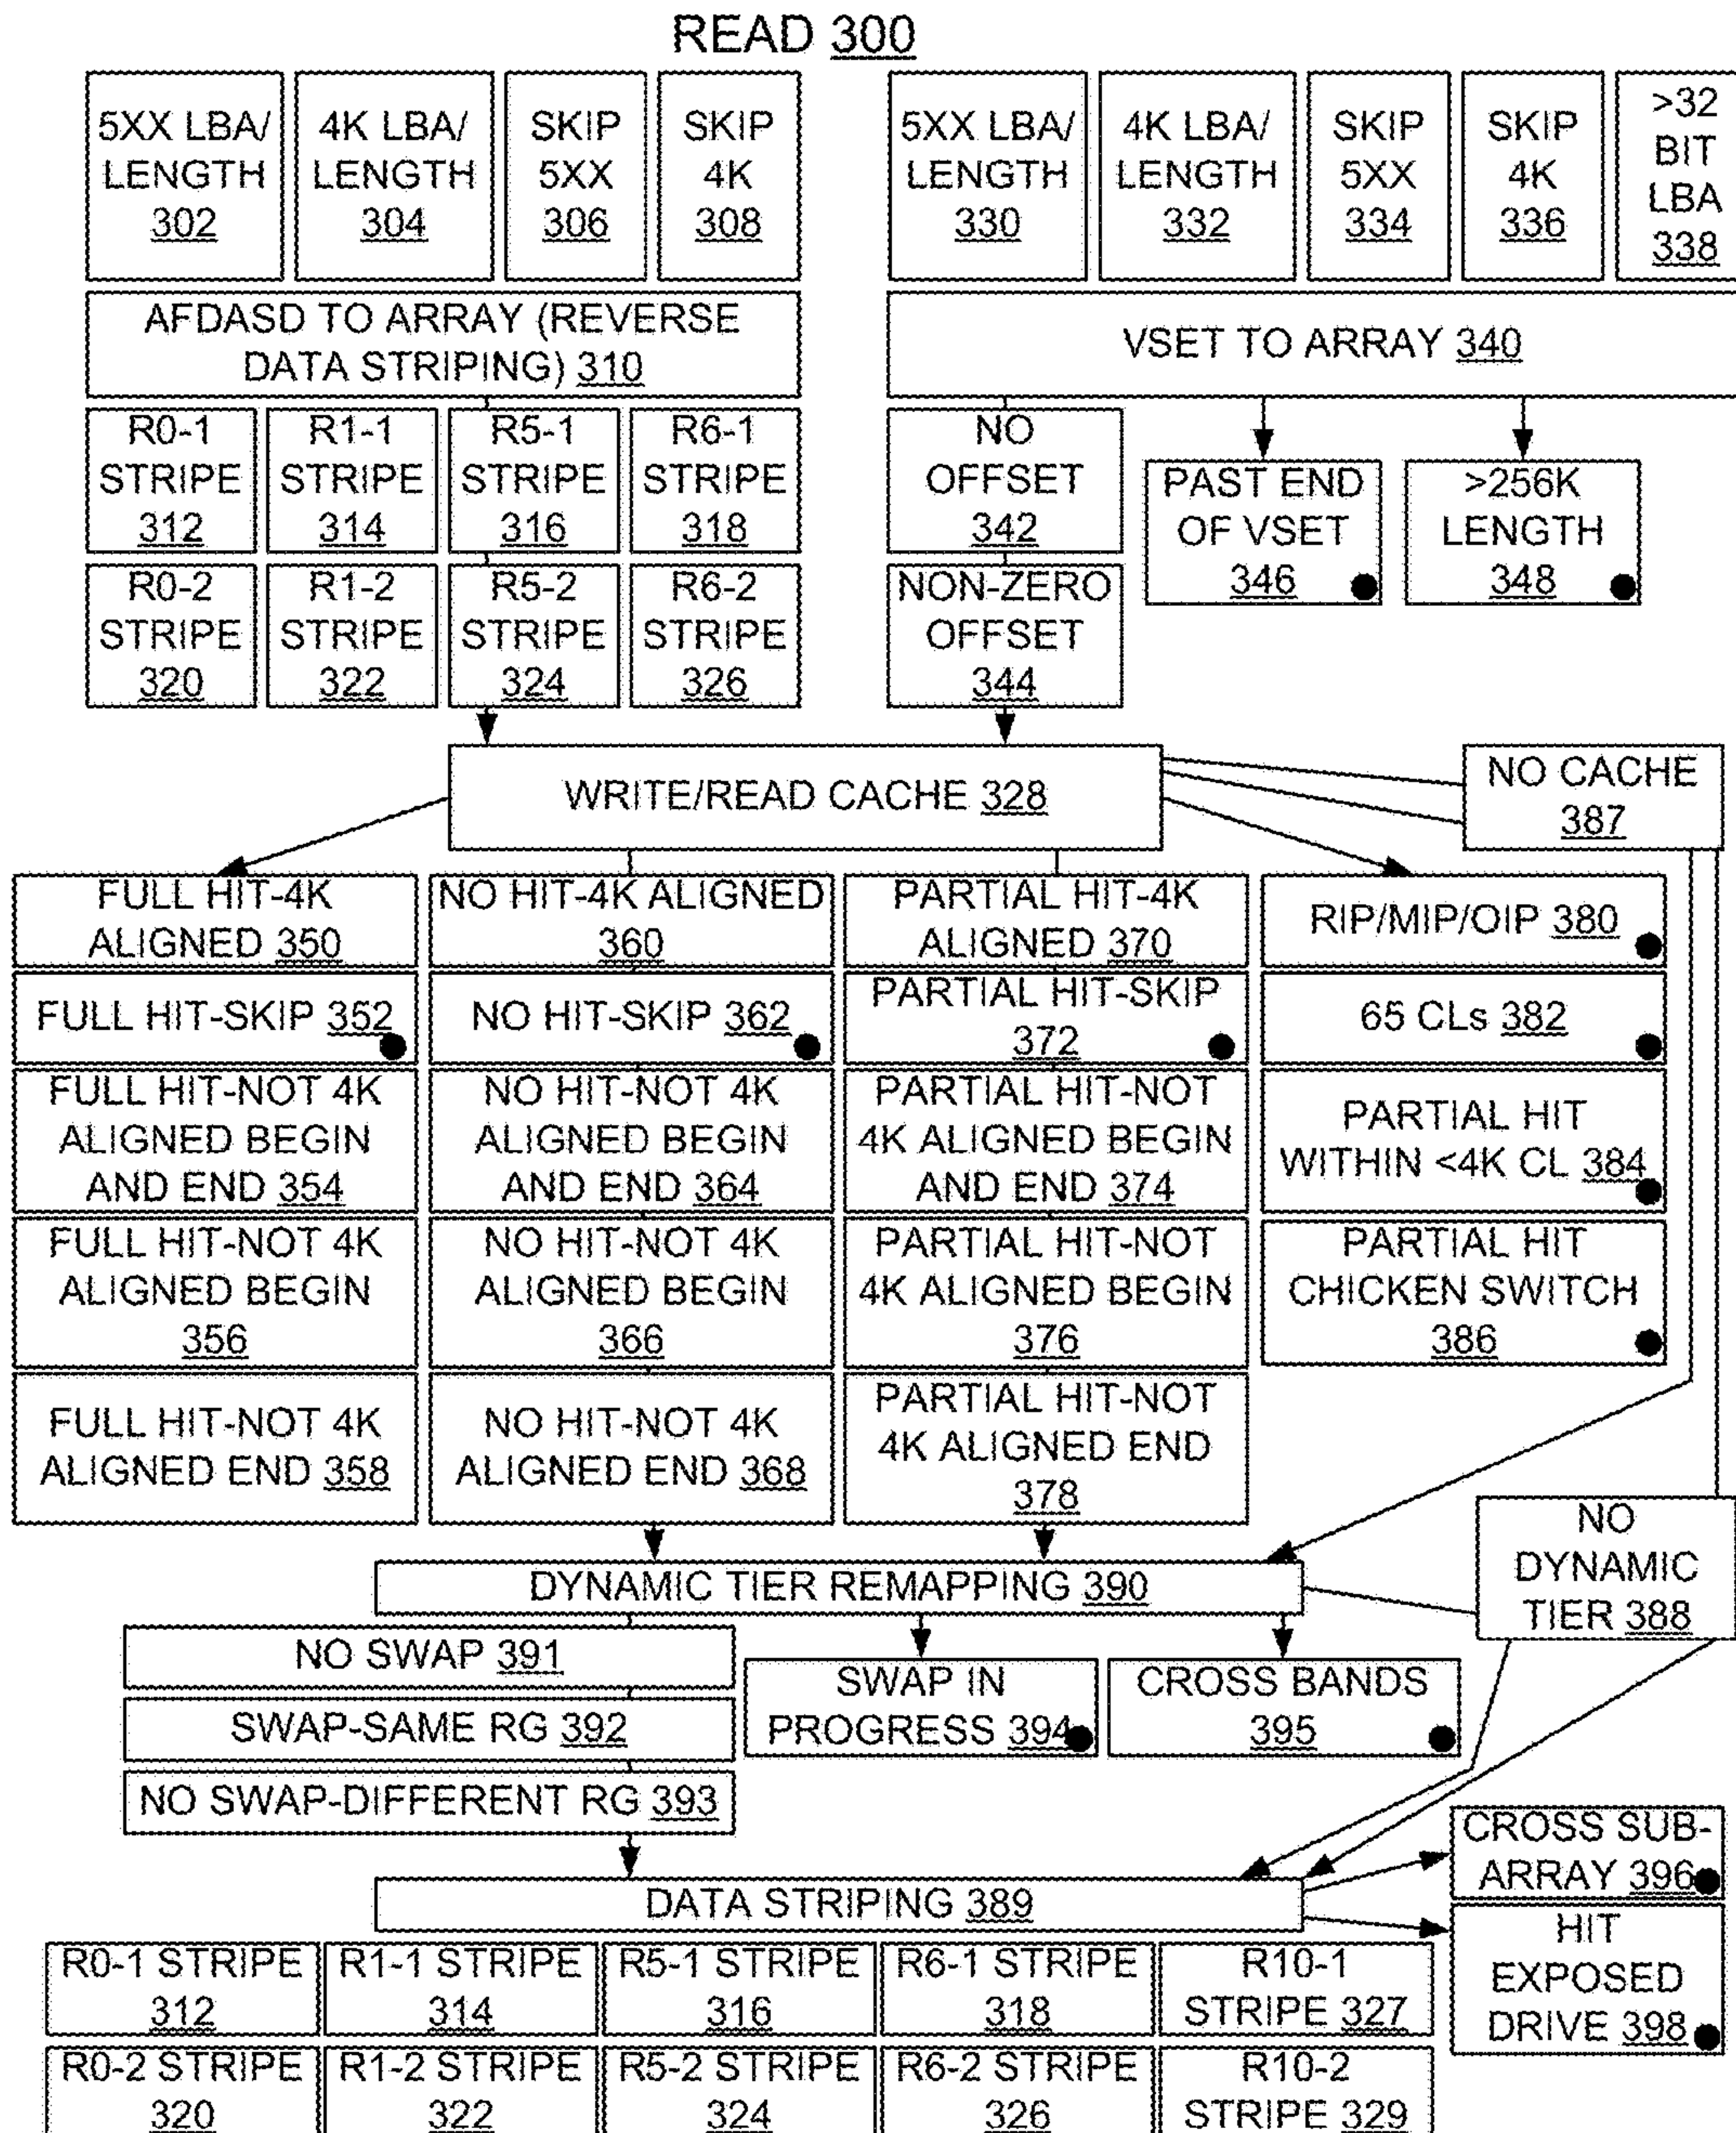 READ 300
5XX LBA/
LENGTH
302
4K LBA/
LENGTH
304
SKIP
5XX
306
SKIP
4K
308
5XX LBA/
LENGTH
330
4K LBA/
LENGTH
332
SKIP
5XX
334
SKIP
4K
336
>32
BIT
LBA
338
AFDASD TO ARRAY (REVERSE
DATA STRIPING) 310
VSET TO ARRAY 340
R0-1
STRIPE
312
R1-1
STRIPE
314
R5-1
STRIPE
316
R6-1
STRIPE
318
NO
OFFSET
342
PAST END
OF VSET
346
>256K
LENGTH
348
R0-2
STRIPE
320
R1-2
STRIPE
322
R5-2
STRIPE
324
R6-2
STRIPE
326
NON-ZERO
OFFSET
344
WRITE/READ CACHE 328
NO CACHE
387
FULL HIT-4K
ALIGNED 350
NO HIT-4K ALIGNED
360
PARTIAL HIT-4K
ALIGNED 370
RIP/MIP/OIP 380
FULL HIT-SKIP 352
NO HIT-SKIP 362
PARTIAL HIT-SKIP
372
65 CLs 382
FULL HIT-NOT 4K
ALIGNED BEGIN
AND END 354
NO HIT-NOT 4K
ALIGNED BEGIN
AND END 364
PARTIAL HIT-NOT
4K ALIGNED BEGIN
AND END 374
PARTIAL HIT
WITHIN <4K CL 384
FULL HIT-NOT 4K
ALIGNED BEGIN
356
NO HIT-NOT 4K
ALIGNED BEGIN
366
PARTIAL HIT-NOT
4K ALIGNED BEGIN
376
PARTIAL HIT
CHICKEN SWITCH
386
FULL HIT-NOT 4K
ALIGNED END 358
NO HIT-NOT 4K
ALIGNED END 368
PARTIAL HIT-NOT
4K ALIGNED END
378
NO
DYNAMIC
TIER 388
DYNAMIC TIER REMAPPING 390
NO SWAP 391
SWAP-SAME RG 392
NO SWAP-DIFFERENT RG 393
SWAP IN
PROGRESS 394
CROSS BANDS
395
DATA STRIPING 389
CROSS SUB-
ARRAY 396
HIT
EXPOSED
DRIVE 398
R0-1 STRIPE
312
R1-1 STRIPE
314
R5-1 STRIPE
316
R6-1 STRIPE
318
R10-1
STRIPE 327
R0-2 STRIPE
320
R1-2 STRIPE
322
R5-2 STRIPE
324
R6-2 STRIPE
326
R10-2
STRIPE 329